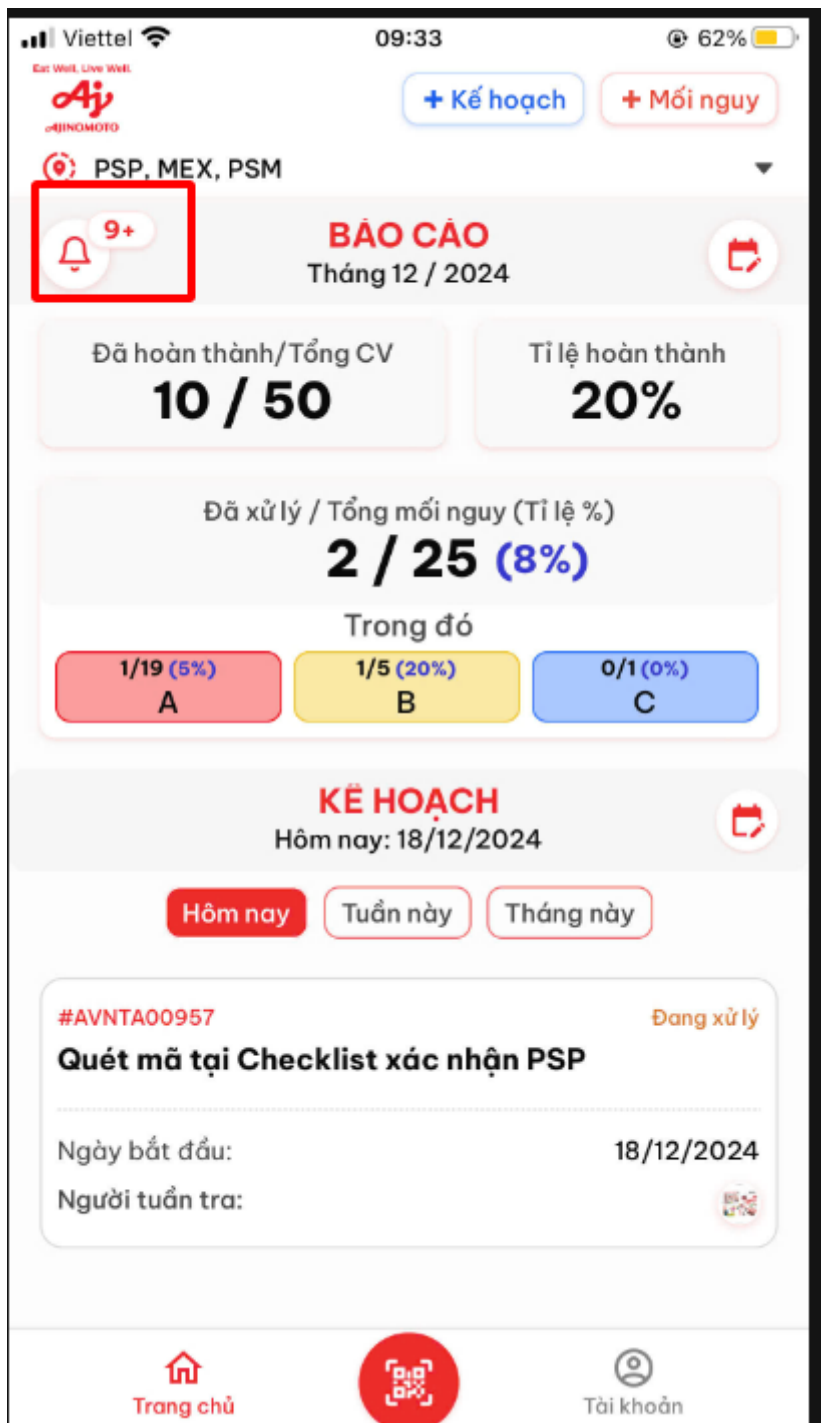 Viettel 09:33 62%
Eat Well, Live Well.
Aj
AJINOMOTO
+ Kế hoạch + Mối nguy
PSP, MEX, PSM
9+
BÁO CÁO
Tháng 12 / 2024
Đã hoàn thành/Tổng CV Tỉ lệ hoàn thành
10 / 50 20%
Đã xử lý / Tổng mối nguy (Tỉ lệ %)
2 / 25 (8%)
Trong đó
1/19 (5%) 1/5 (20%) 0/1 (0%)
A B C
KẾ HOẠCH
Hôm nay: 18/12/2024
Hôm nay Tuần này Tháng này
#AVNTA00957 Đang xử lý
Quét mã tại Checklist xác nhận PSP
Ngày bắt đầu: 18/12/2024
Người tuần tra:
Trang chủ Tài khoản